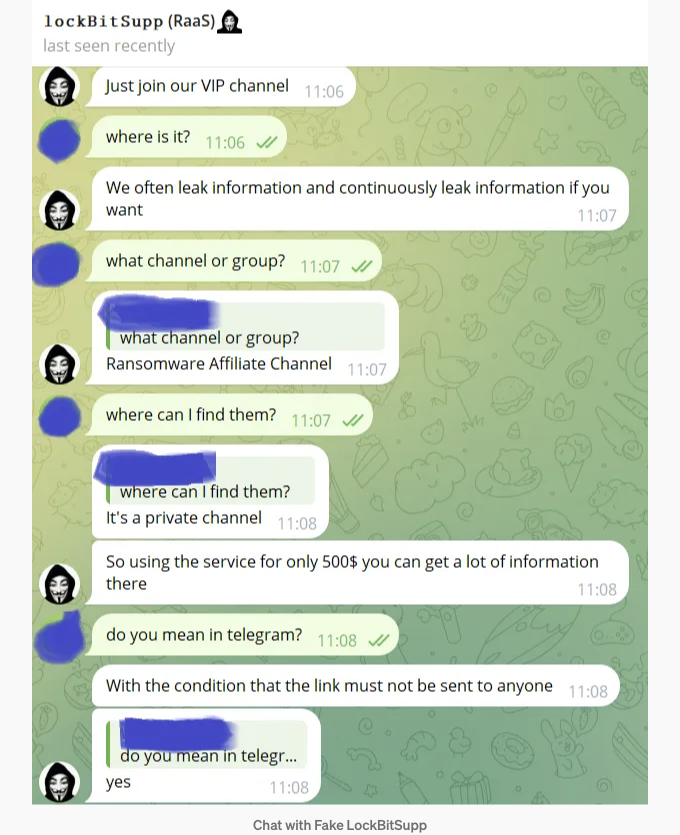 lockBitSupp (RaaS)
last seen recently
Just join our VIP channel 11:06
where is it? 11:06
We often leak information and continuously leak information if you
want 11:07
what channel or group? 11:07
what channel or group?
Ransomware Affiliate Channel 11:07
where can I find them? 11:07
where can I find them?
It's a private channel 11:08
So using the service for only 500$ you can get a lot of information
there 11:08
do you mean in telegram? 11:08
With the condition that the link must not be sent to anyone 11:08
do you mean in telegr...
yes 11:08
Chat with Fake LockBitSupp